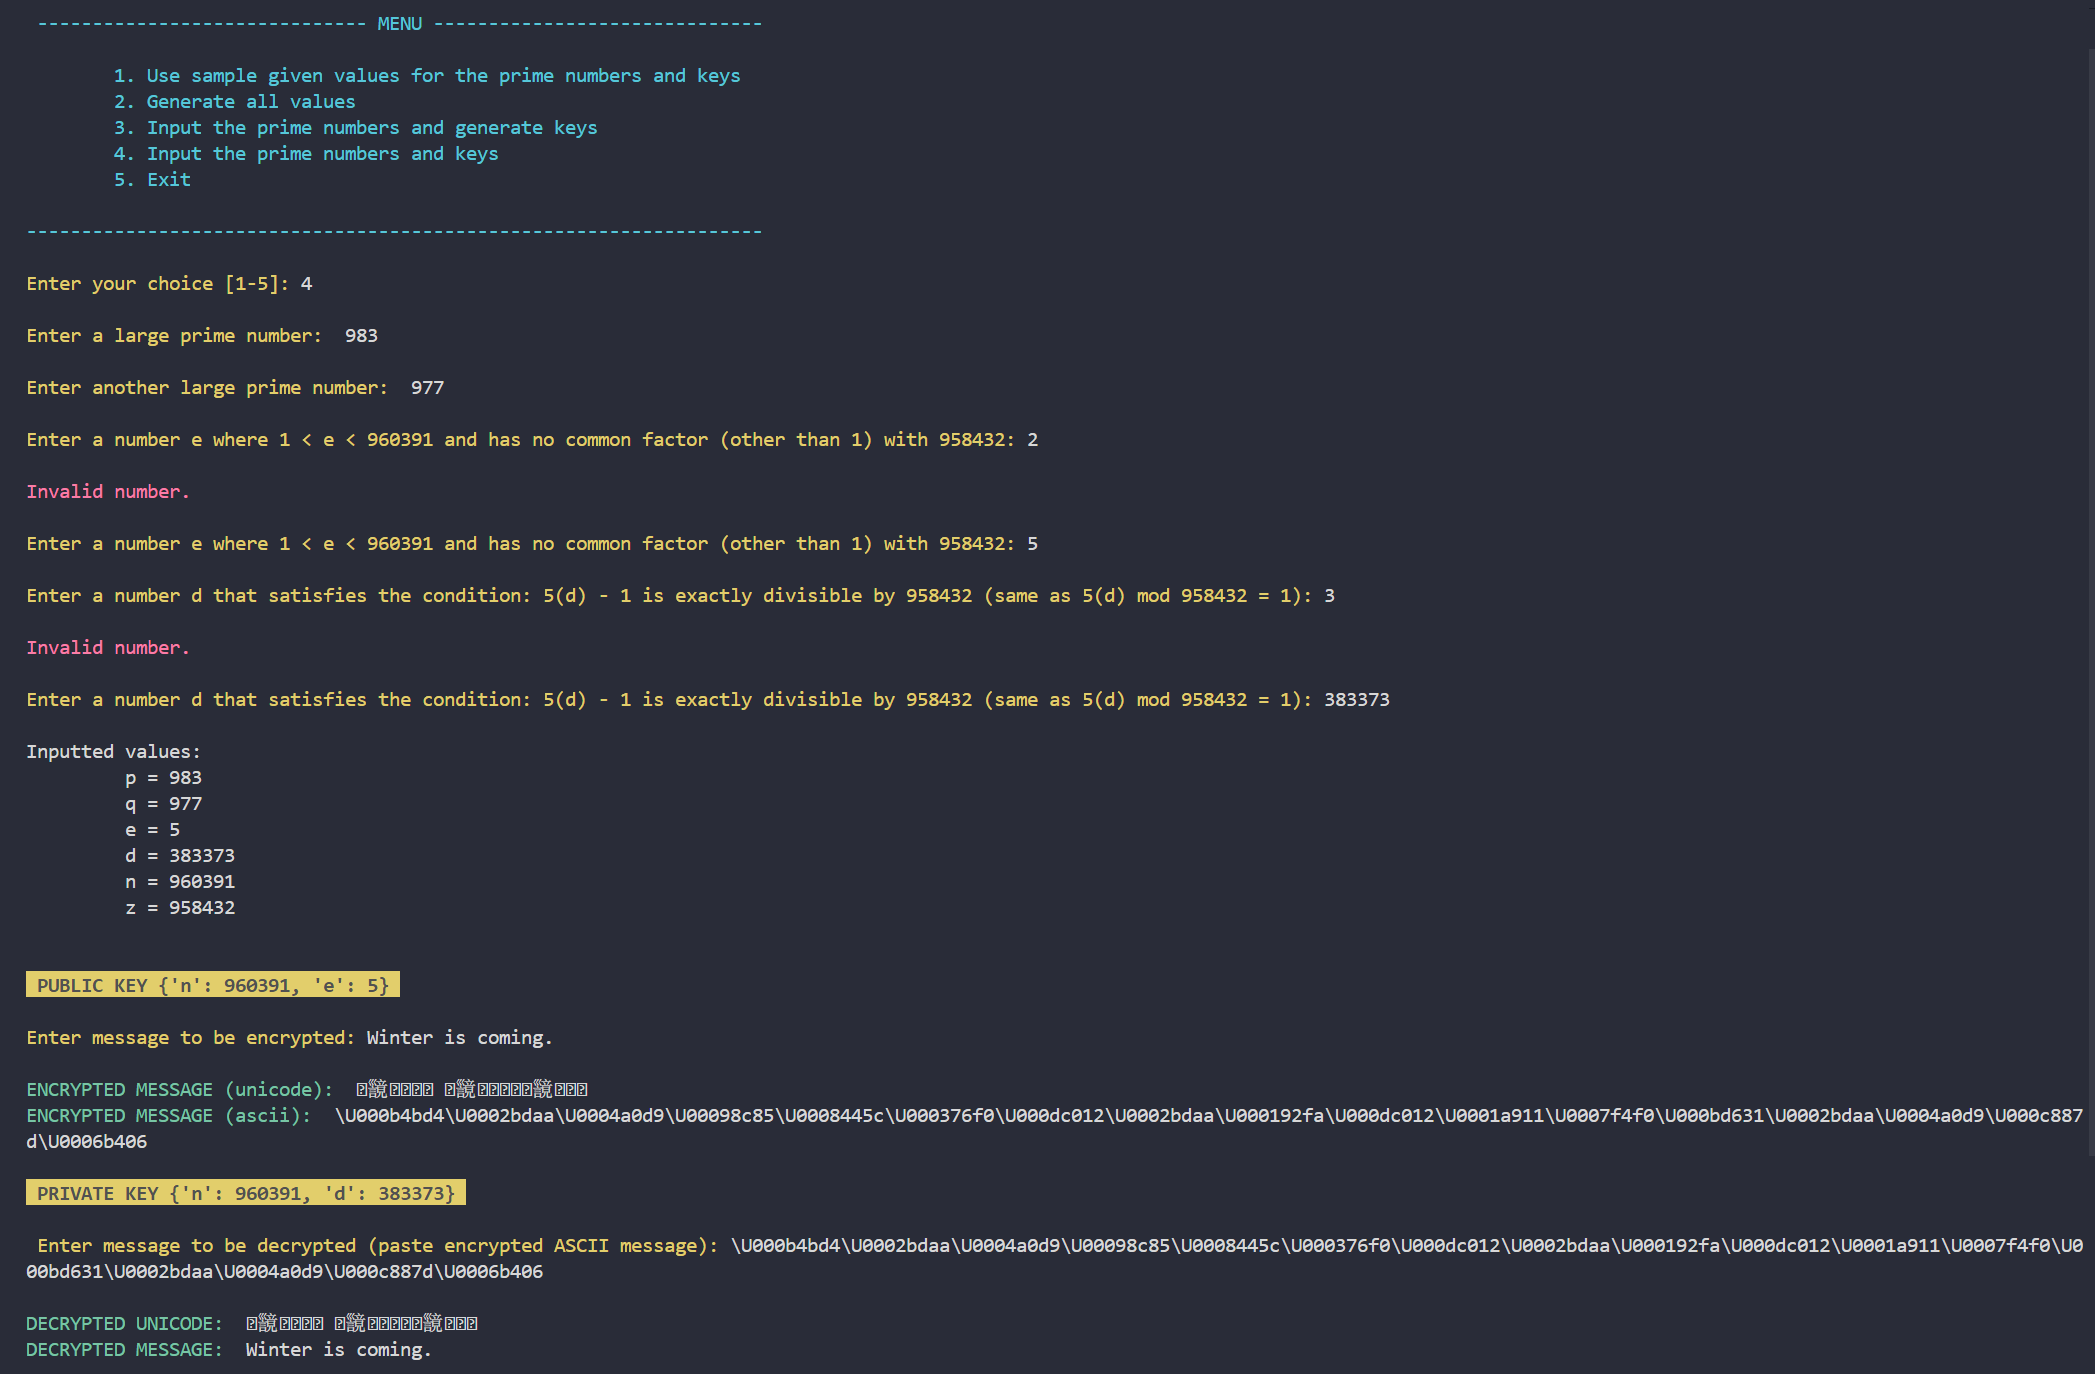 ------------------------------ MENU ------------------------------
1. Use sample given values for the prime numbers and keys
2. Generate all values
3. Input the prime numbers and generate keys
4. Input the prime numbers and keys
5. Exit
-------------------------------------------------------------------
Enter your choice [1-5]: 4
Enter a large prime number:  983
Enter another large prime number:  977
Enter a number e where 1 < e < 960391 and has no common factor (other than 1) with 958432: 2
Invalid number.
Enter a number e where 1 < e < 960391 and has no common factor (other than 1) with 958432: 5
Enter a number d that satisfies the condition: 5(d) - 1 is exactly divisible by 958432 (same as 5(d) mod 958432 = 1): 3
Invalid number.
Enter a number d that satisfies the condition: 5(d) - 1 is exactly divisible by 958432 (same as 5(d) mod 958432 = 1): 383373
Inputted values:
p = 983
q = 977
e = 5
d = 383373
n = 960391
z = 958432
PUBLIC KEY {'n': 960391, 'e': 5}
Enter message to be encrypted: Winter is coming.
ENCRYPTED MESSAGE (unicode):
ENCRYPTED MESSAGE (ascii):  \U000b4bd4\U0002bdaa\U0004a0d9\U00098c85\U0008445c\U000376f0\U000dc012\U0002bdaa\U000192fa\U000dc012\U0001a911\U0007f4f0\U000bd631\U0002bdaa\U0004a0d9\U000c887
d\U0006b406
PRIVATE KEY {'n': 960391, 'd': 383373}
Enter message to be decrypted (paste encrypted ASCII message): \U000b4bd4\U0002bdaa\U0004a0d9\U00098c85\U0008445c\U000376f0\U000dc012\U0002bdaa\U000192fa\U000dc012\U0001a911\U0007f4f0\U0
00bd631\U0002bdaa\U0004a0d9\U000c887d\U0006b406
DECRYPTED UNICODE:
DECRYPTED MESSAGE:  Winter is coming.